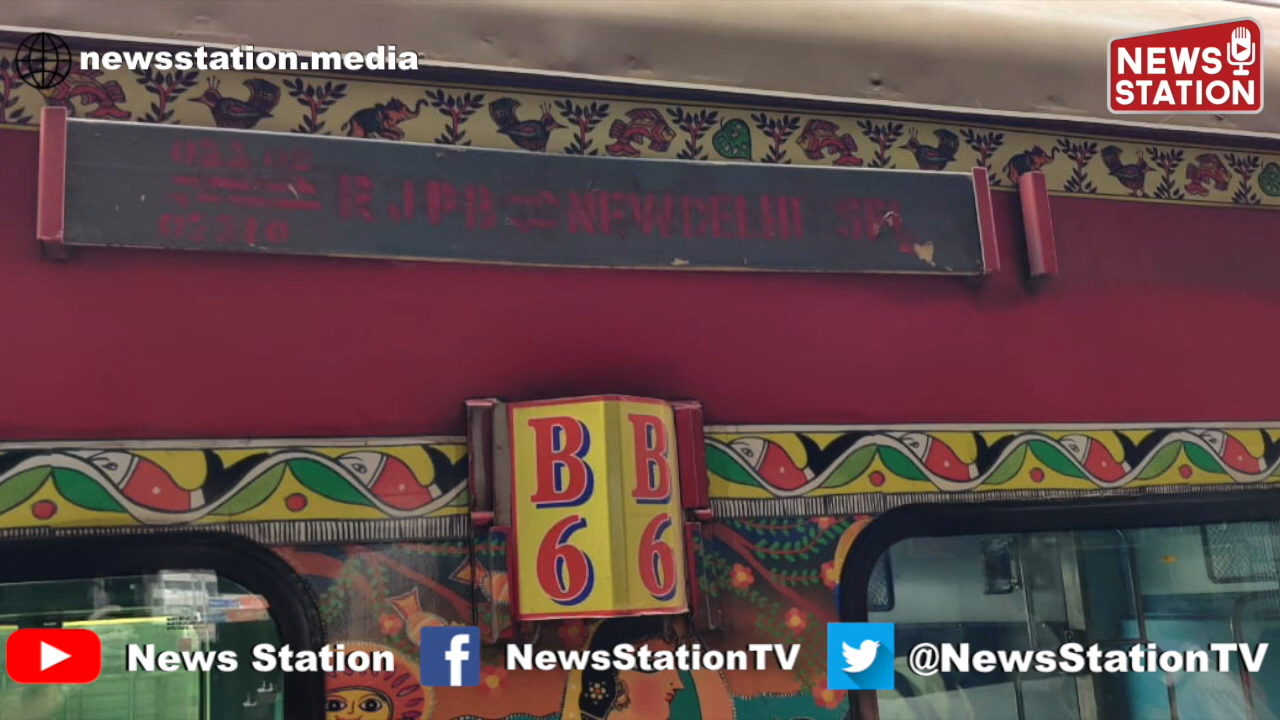 newsstation.media
NEWS
STATION
RJPB ⇌ NEWDELHI
B
6
B
6
News Station
NewsStationTV
@NewsStationTV